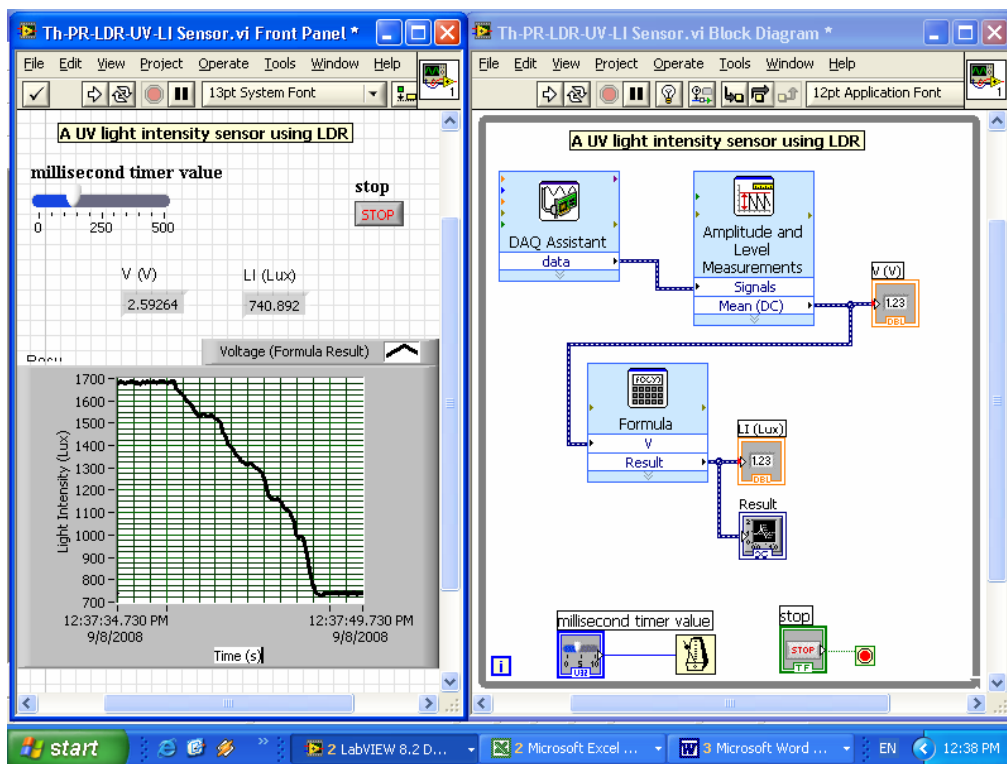 Th-PR-LDR-UV-LI Sensor.vi Front Panel *
File Edit View Project Operate Tools Window Help
13pt System Font
1
A UV light intensity sensor using LDR
millisecond timer value
0 250 500
stop
STOP
V (V)
2.59264
LI (Lux)
740.892
Voltage (Formula Result)
Light Intensity (Lux)
1700
1600
1500
1400
1300
1200
1100
1000
900
800
700
12:37:34.730 PM
9/8/2008
12:37:49.730 PM
9/8/2008
Time (s)
Th-PR-LDR-UV-LI Sensor.vi Block Diagram *
File Edit View Project Operate Tools Window Help
12pt Application Font
1
A UV light intensity sensor using LDR
DAQ Assistant
data
Amplitude and
Level
Measurements
Signals
Mean (DC)
V (V)
1.23
DBL
Formula
V
Result
LI (Lux)
1.23
DBL
Result
millisecond timer value
0 5 10
U32
stop
STOP
TF
i
start
2 LabVIEW 8.2 D...
2 Microsoft Excel ...
3 Microsoft Word ...
EN
12:38 PM